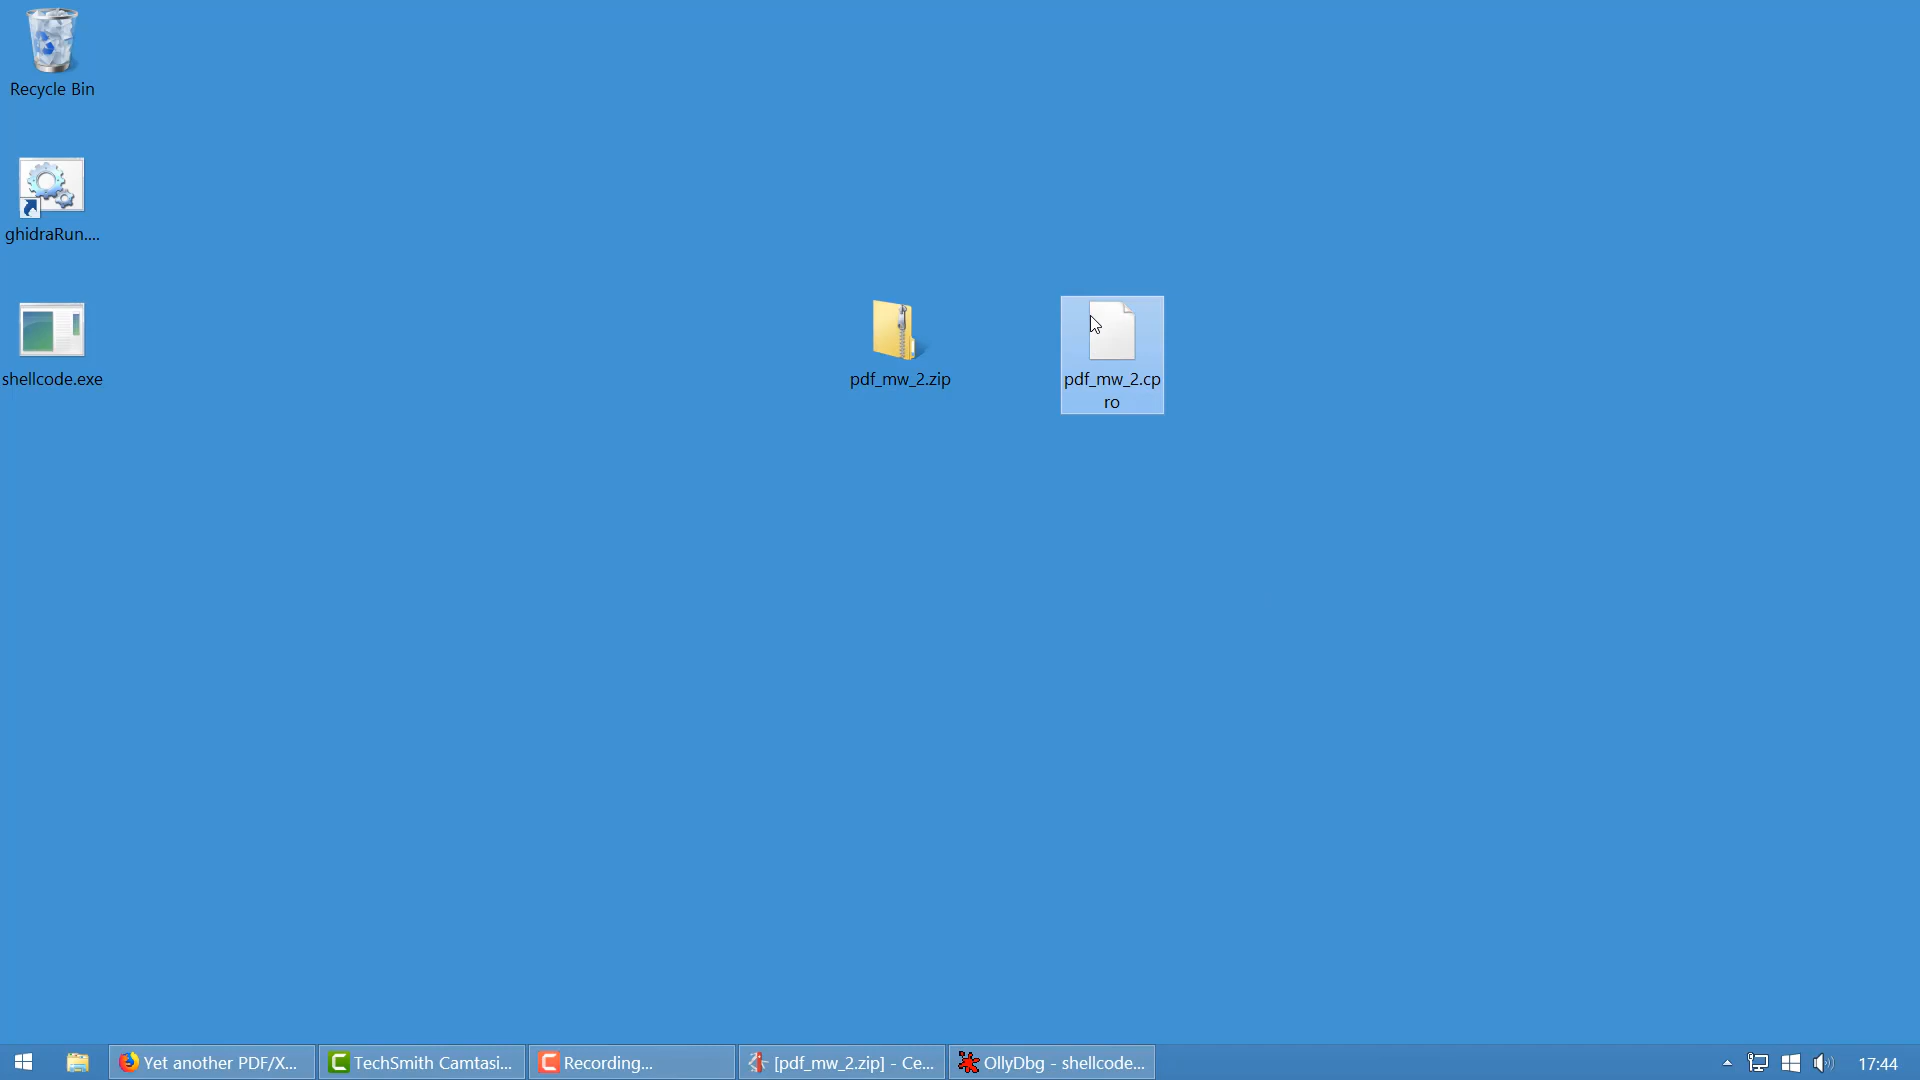 Recycle Bin
ghidraRun....
shellcode.exe
pdf_mw_2.zip
pdf_mw_2.cp
ro
Yet another PDF/X...
TechSmith Camtasi...
Recording...
[pdf_mw_2.zip] - Ce...
OllyDbg - shellcode...
17:44